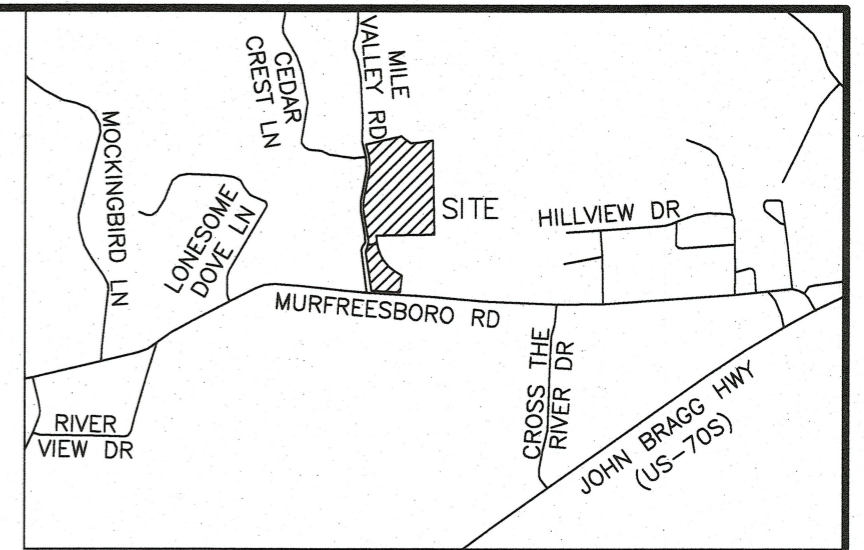 MILE
VALLEY RD
CEDAR
CREST LN
MOCKINGBIRD LN
LONESOME
DOVE LN
SITE
HILLVIEW DR
MURFREESBORO RD
CROSS THE
RIVER DR
JOHN BRAGG HWY
(US-70S)
RIVER
VIEW DR